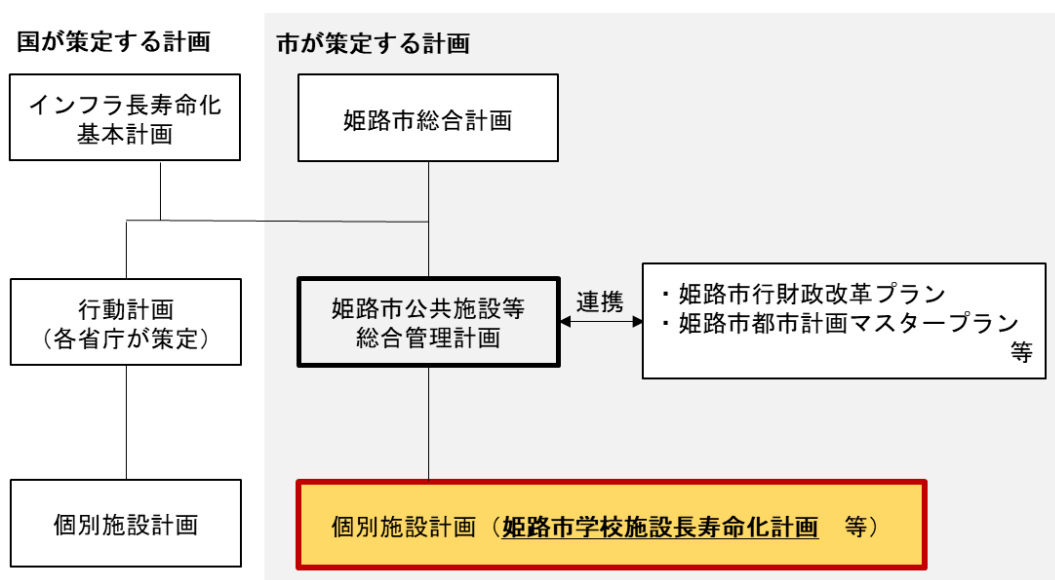 国が策定する計画
市が策定する計画
インフラ長寿命化
基本計画
姫路市総合計画
行動計画
(各省庁が策定)
姫路市公共施設等
総合管理計画
連携
・姫路市行財政改革プラン
・姫路市都市計画マスタープラン
等
個別施設計画
個別施設計画（姫路市学校施設長寿命化計画　等）